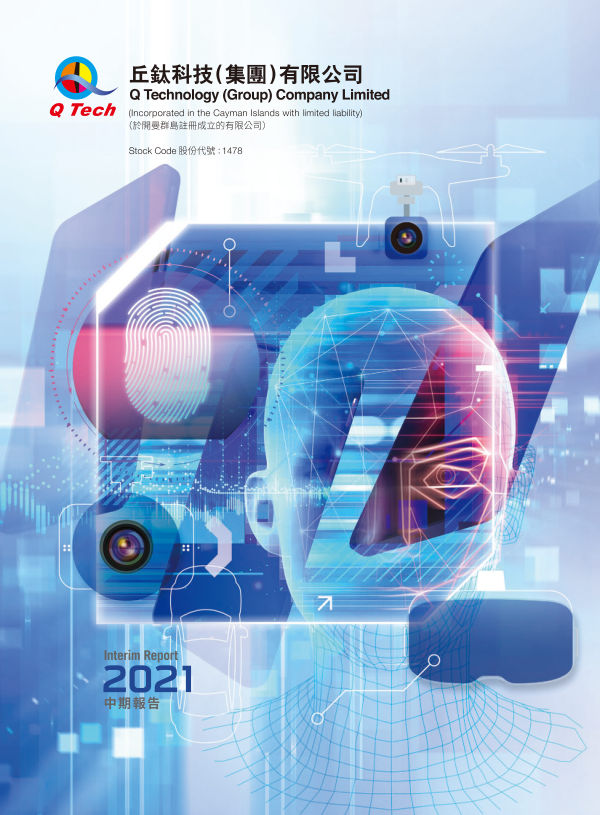 Q Tech
丘鈦科技(集團)有限公司
Q Technology (Group) Company Limited
(Incorporated in the Cayman Islands with limited liability)
(於開曼群島註冊成立的有限公司)
Stock Code 股份代號：1478
Interim Report
2021
中期報告